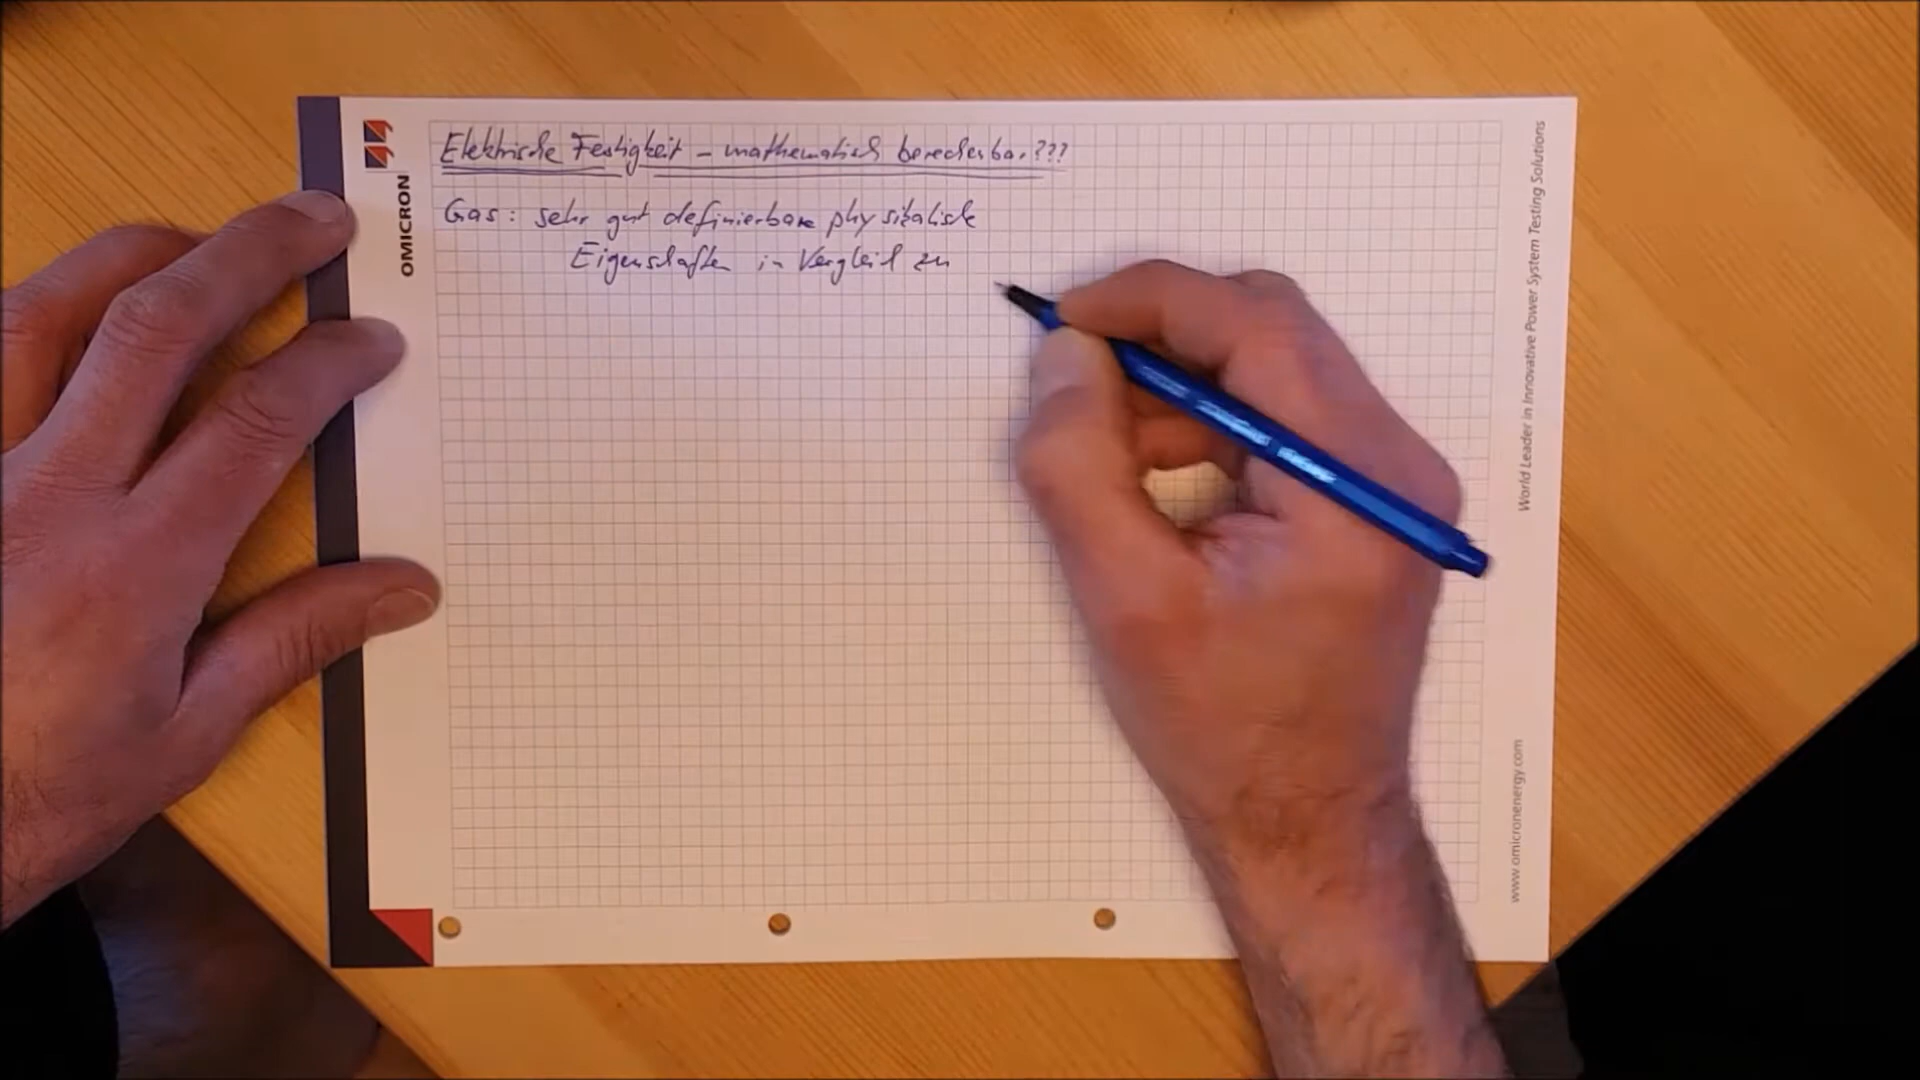 Elektrische Festigkeit – mathematisch berechenbar???
Gas: sehr gut definierbare physikalische
Eigenschaften im Vergleich zu
OMICRON
World Leader in Innovative Power System Testing Solutions
www.omicronenergy.com